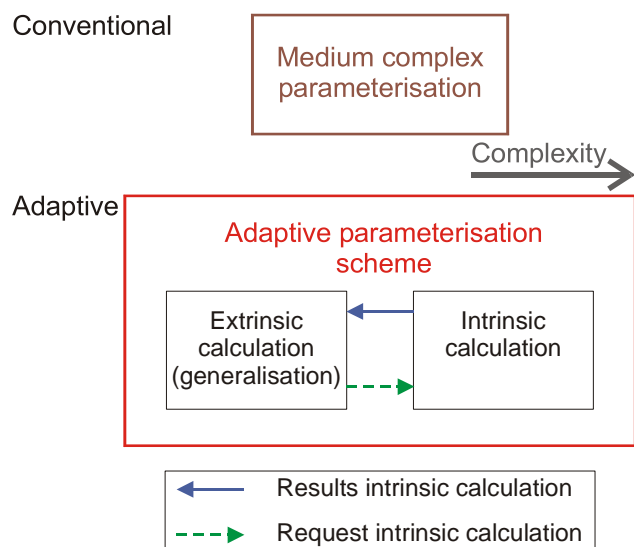 Conventional
Medium complex
parameterisation
Complexity
Adaptive
Adaptive parameterisation
scheme
Extrinsic
calculation
(generalisation)
Intrinsic
calculation
Results intrinsic calculation
Request intrinsic calculation